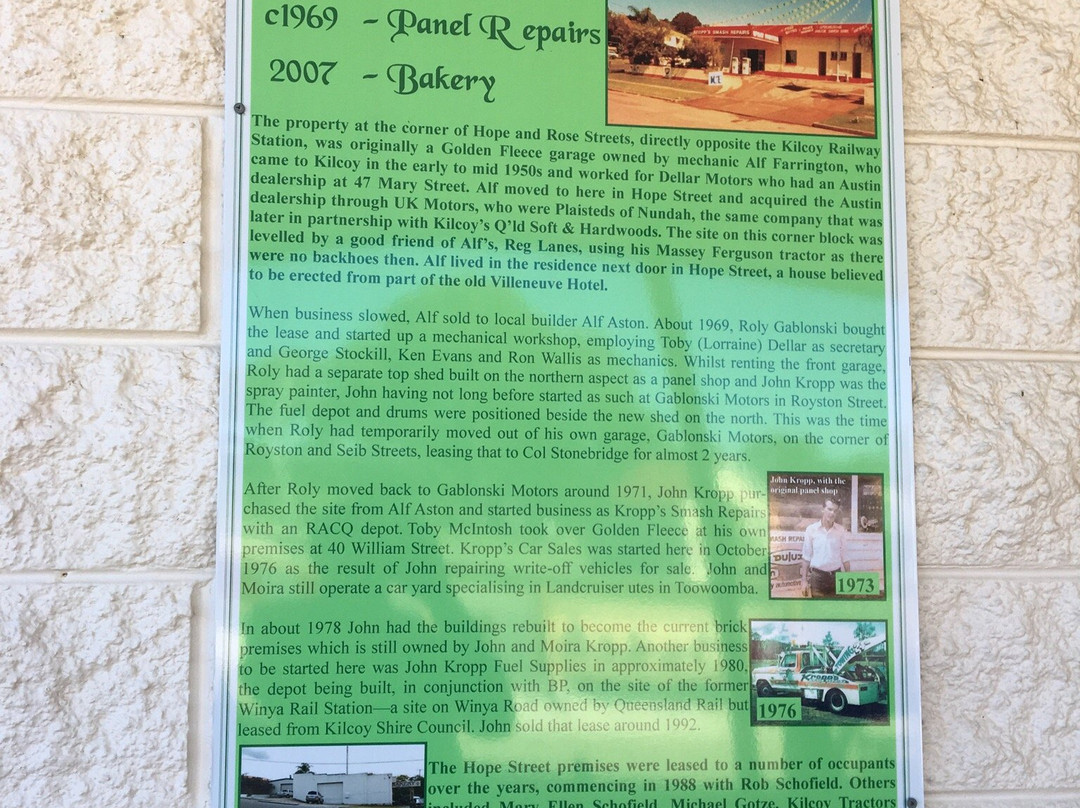 c1969 - Panel Repairs
2007 - Bakery
KROPP'S SMASH REPAIRS
The property at the corner of Hope and Rose Streets, directly opposite the Kilcoy Railway
Station, was originally a Golden Fleece garage owned by mechanic Alf Farrington, who
came to Kilcoy in the early to mid 1950s and worked for Dellar Motors who had an Austin
dealership at 47 Mary Street. Alf moved to here in Hope Street and acquired the Austin
dealership through UK Motors, who were Plaisteds of Nundah, the same company that was
later in partnership with Kilcoy's Q'ld Soft & Hardwoods. The site on this corner block was
levelled by a good friend of Alf's, Reg Lanes, using his Massey Ferguson tractor as there
were no backhoes then. Alf lived in the residence next door in Hope Street, a house believed
to be erected from part of the old Villeneuve Hotel.
When business slowed, Alf sold to local builder Alf Aston. About 1969, Roly Gablonski bought
the lease and started up a mechanical workshop, employing Toby (Lorraine) Dellar as secretary
and George Stockill, Ken Evans and Ron Wallis as mechanics. Whilst renting the front garage,
Roly had a separate top shed built on the northern aspect as a panel shop and John Kropp was the
spray painter, John having not long before started as such at Gablonski Motors in Royston Street.
The fuel depot and drums were positioned beside the new shed on the north. This was the time
when Roly had temporarily moved out of his own garage, Gablonski Motors, on the corner of
Royston and Seib Streets, leasing that to Col Stonebridge for almost 2 years.
After Roly moved back to Gablonski Motors around 1971, John Kropp pur-
chased the site from Alf Aston and started business as Kropp's Smash Repairs
with an RACQ depot. Toby McIntosh took over Golden Fleece at his own
premises at 40 William Street. Kropp's Car Sales was started here in October
1976 as the result of John repairing write-off vehicles for sale. John and
Moira still operate a car yard specialising in Landcruiser utes in Toowoomba.
John Kropp, with the
original panel shop
SMASH REPAI
DULUX
1973
In about 1978 John had the buildings rebuilt to become the current brick
premises which is still owned by John and Moira Kropp. Another business
to be started here was John Kropp Fuel Supplies in approximately 1980,
the depot being built, in conjunction with BP, on the site of the former
Winya Rail Station—a site on Winya Road owned by Queensland Rail but
leased from Kilcoy Shire Council. John sold that lease around 1992.
Kropps
1976
The Hope Street premises were leased to a number of occupants
over the years, commencing in 1988 with Rob Schofield. Others
included Mary Ellen Schofield, Michael Gotze, Kilcoy Tractors